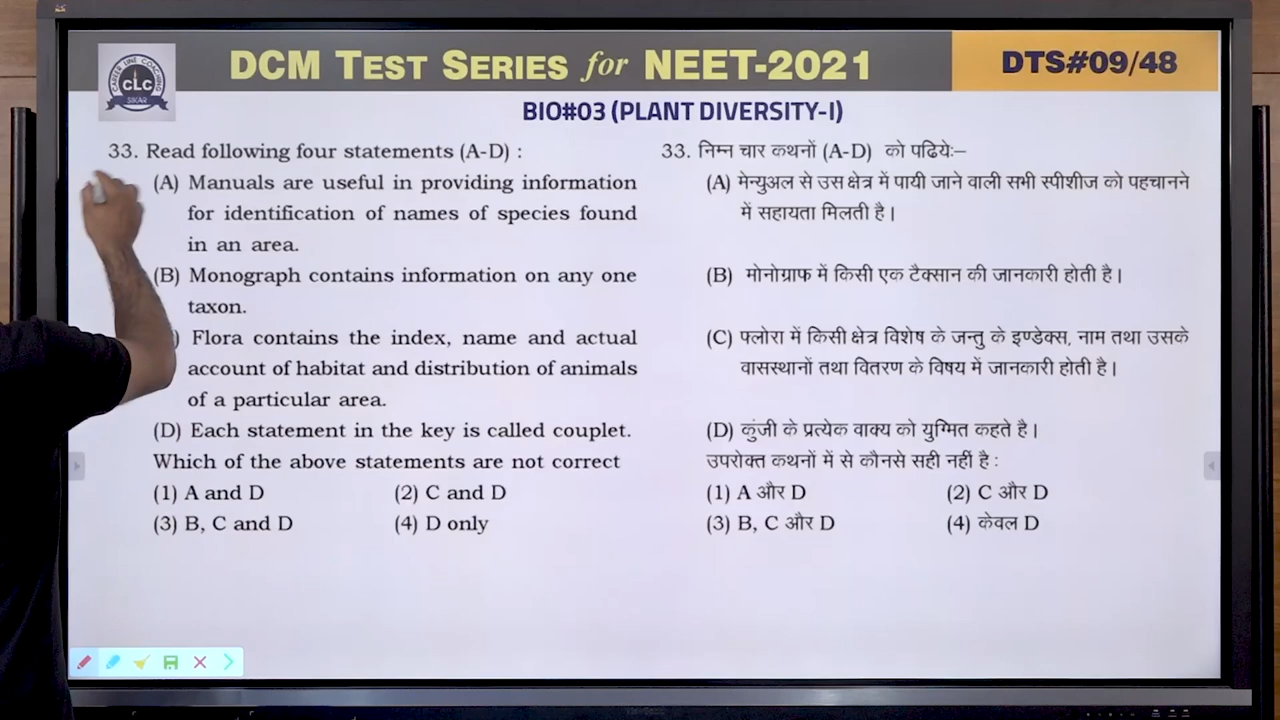 DCM TEST SERIES for NEET-2021
DTS#09/48
CAREER LINE COACHING
CLC
SIKAR
BIO#03 (PLANT DIVERSITY-I)
33. Read following four statements (A-D) :
(A) Manuals are useful in providing information
for identification of names of species found
in an area.
(B) Monograph contains information on any one
taxon.
) Flora contains the index, name and actual
account of habitat and distribution of animals
of a particular area.
(D) Each statement in the key is called couplet.
Which of the above statements are not correct
(1) A and D (2) C and D
(3) B, C and D (4) D only
33. निम्न चार कथनों (A-D) को पढिये:–
(A) मेन्युअल से उस क्षेत्र में पायी जाने वाली सभी स्पीशीज को पहचानने
में सहायता मिलती है।
(B) मोनोग्राफ में किसी एक टैक्सान की जानकारी होती है।
(C) फ्लोरा में किसी क्षेत्र विशेष के जन्तु के इण्डेक्स, नाम तथा उसके
वासस्थानों तथा वितरण के विषय में जानकारी होती है।
(D) कुंजी के प्रत्येक वाक्य को युग्मित कहते है।
उपरोक्त कथनों में से कौनसे सही नहीं है :
(1) A और D (2) C और D
(3) B, C और D (4) केवल D